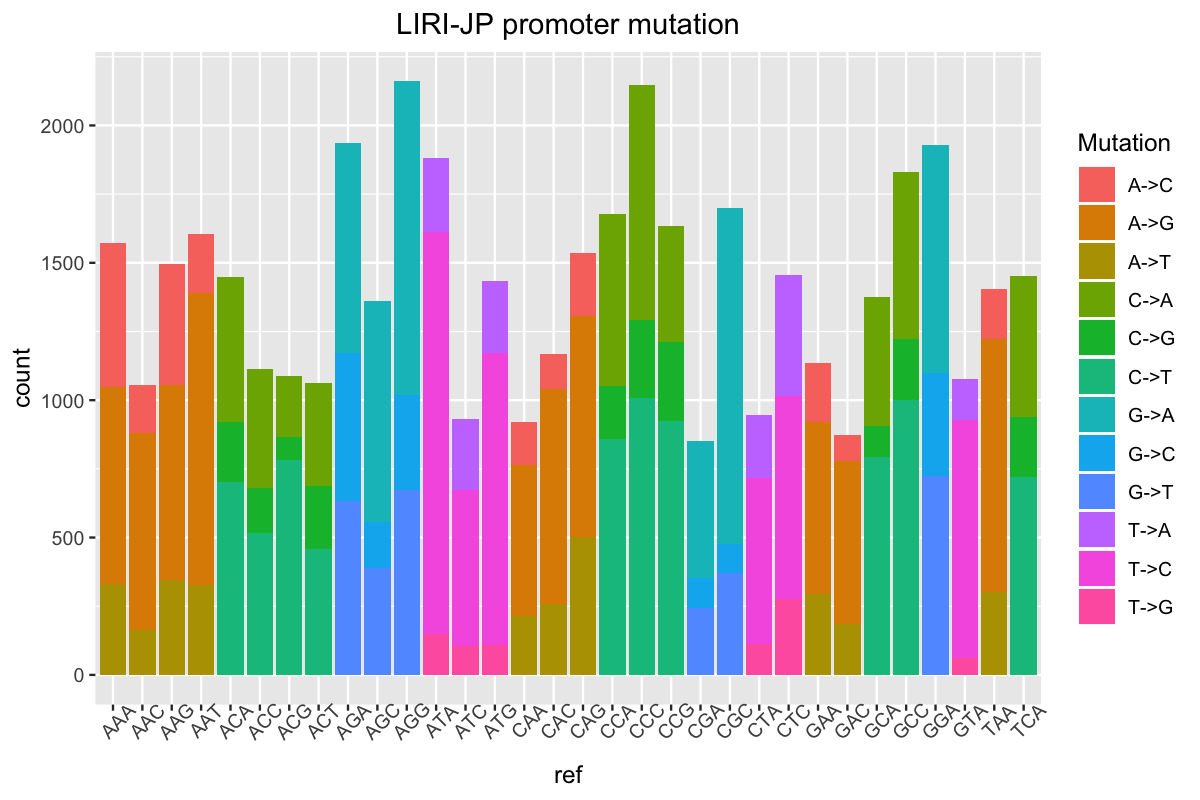 LIRI-JP promoter mutation
count
2000
1500
1000
500
0
AAA AAC AAG AAT ACA ACC ACG ACT AGA AGC AGG ATA ATC ATG CAA CAC CAG CCA CCC CCG CGA CGC CTA CTC GAA GAC GCA GCC GGA GTA TAA TCA
ref
Mutation
A->C
A->G
A->T
C->A
C->G
C->T
G->A
G->C
G->T
T->A
T->C
T->G